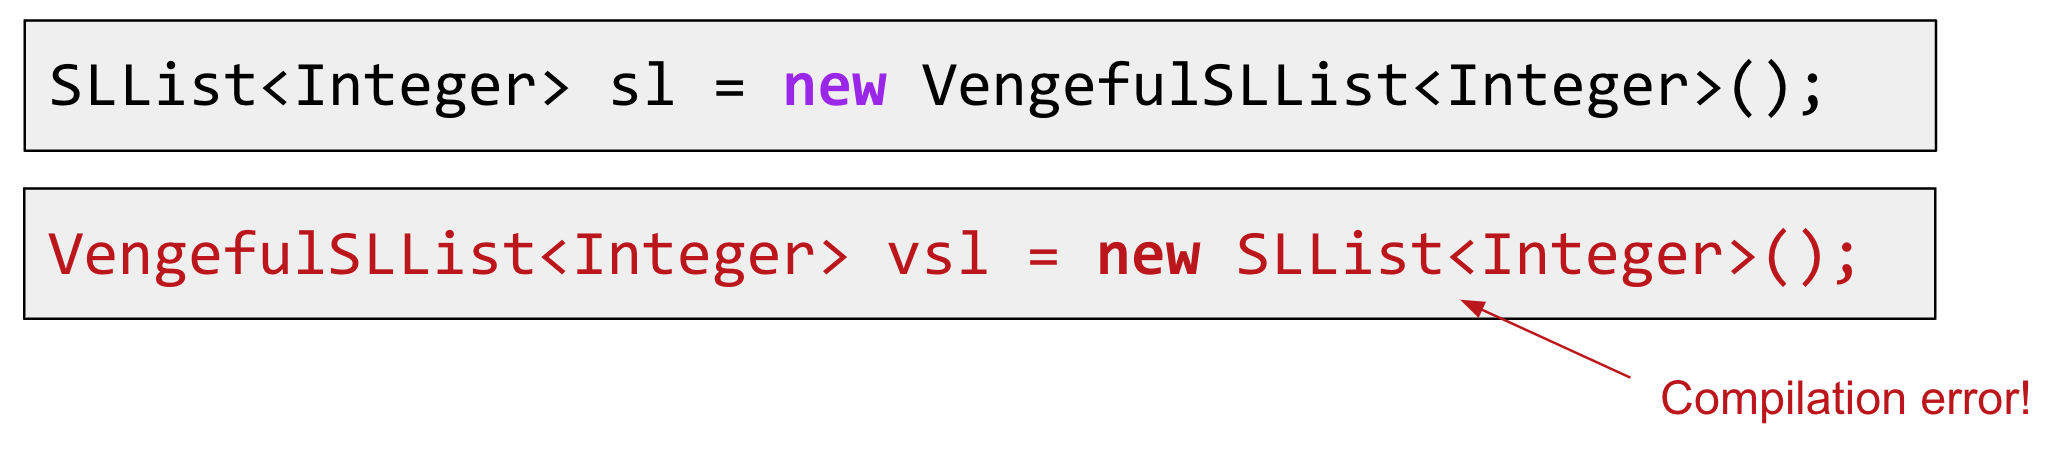 SLList<Integer> sl = new VengefulSLList<Integer>();
VengefulSLList<Integer> vsl = new SLList<Integer>();
Compilation error!